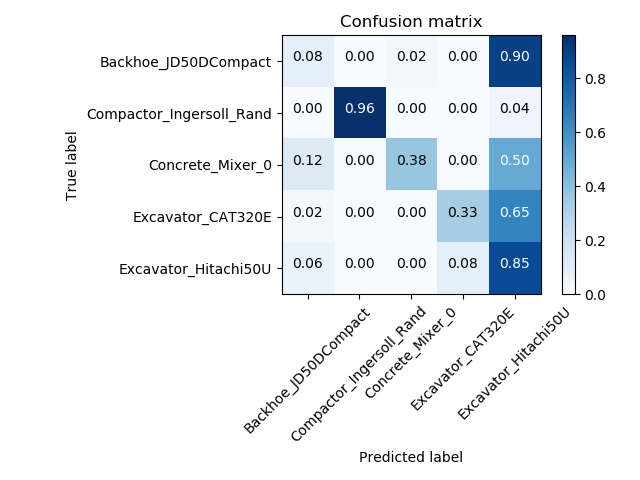 Confusion matrix
True label
Backhoe_JD50DCompact 0.08 0.00 0.02 0.00 0.90
Compactor_Ingersoll_Rand 0.00 0.96 0.00 0.00 0.04
Concrete_Mixer_0 0.12 0.00 0.38 0.00 0.50
Excavator_CAT320E 0.02 0.00 0.00 0.33 0.65
Excavator_Hitachi50U 0.06 0.00 0.00 0.08 0.85
Backhoe_JD50DCompact
Compactor_Ingersoll_Rand
Concrete_Mixer_0
Excavator_CAT320E
Excavator_Hitachi50U
Predicted label
0.8
0.6
0.4
0.2
0.0